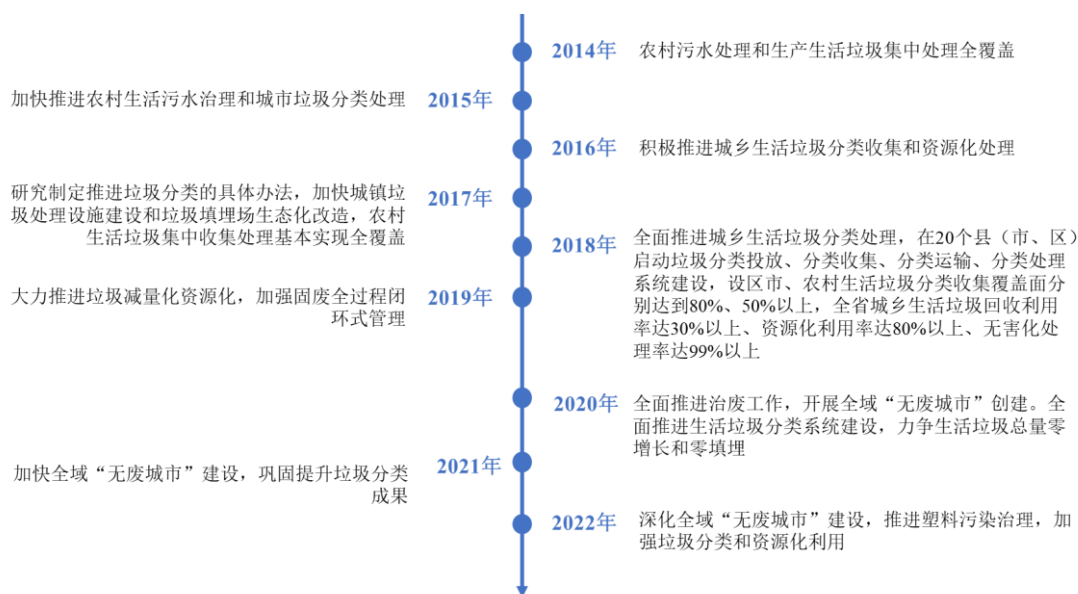 2014年 农村污水处理和生产生活垃圾集中处理全覆盖
加快推进农村生活污水治理和城市垃圾分类处理 2015年
2016年 积极推进城乡生活垃圾分类收集和资源化处理
研究制定推进垃圾分类的具体办法，加快城镇垃
圾处理设施建设和垃圾填埋场生态化改造，农村
生活垃圾集中收集处理基本实现全覆盖
2017年
2018年
全面推进城乡生活垃圾分类处理，在20个县（市、区）
启动垃圾分类投放、分类收集、分类运输、分类处理
系统建设，设区市、农村生活垃圾分类收集覆盖面分
别达到80%、50%以上，全省城乡生活垃圾回收利用
率达30%以上、资源化利用率达80%以上、无害化处
理率达99%以上
大力推进垃圾减量化资源化，加强固废全过程闭
环式管理
2019年
2020年
全面推进治废工作，开展全域“无废城市”创建。全
面推进生活垃圾分类系统建设，力争生活垃圾总量零
增长和零填埋
2021年
加快全域“无废城市”建设，巩固提升垃圾分类
成果
2022年
深化全域“无废城市”建设，推进塑料污染治理，加
强垃圾分类和资源化利用